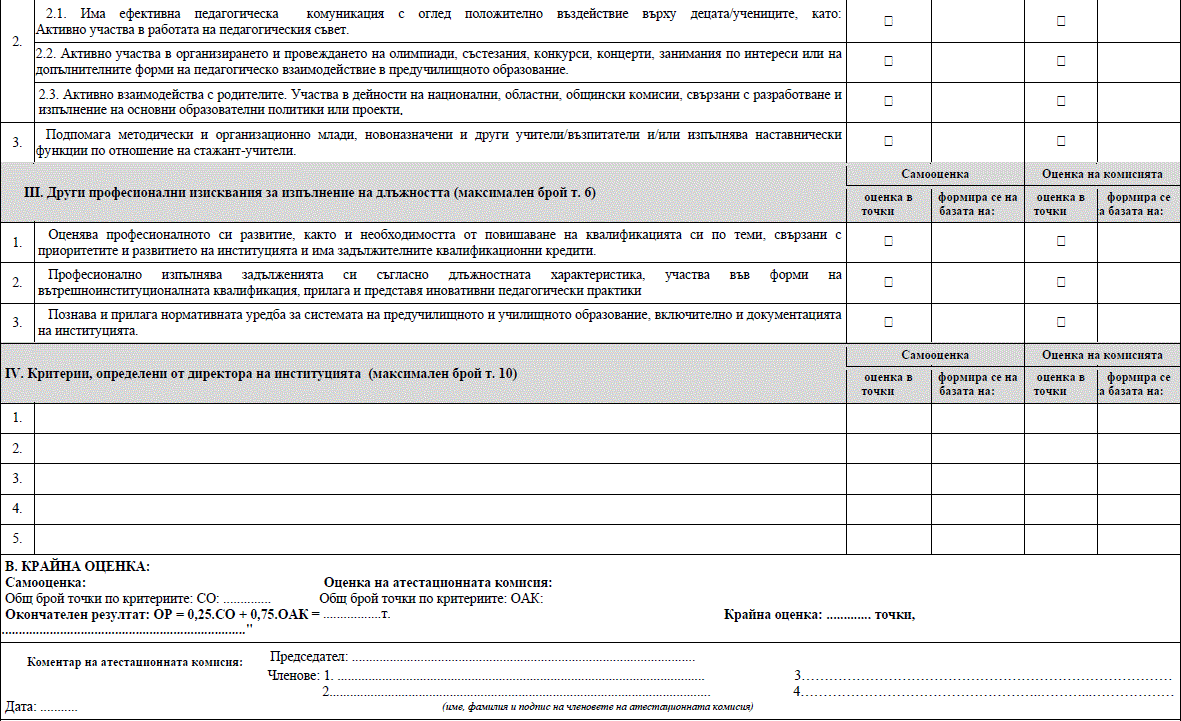 2.1. Има ефективна педагогическа комуникация с оглед положително въздействие върху децата/учениците, като:
Активно участва в работата на педагогическия съвет.
2.
2.2. Активно участва в организирането и провеждането на олимпиади, състезания, конкурси, концерти, занимания по интереси или на
допълнителните форми на педагогическо взаимодействие в предучилищното образование.
2.3. Активно взаимодейства с родителите. Участва в дейности на национални, областни, общински комисии, свързани с разработване и
изпълнение на основни образователни политики или проекти.
3. Подпомага методически и организационно млади, новоназначени и други учители/възпитатели и/или изпълнява наставнически
функции по отношение на стажант-учители.
III. Други професионални изисквания за изпълнение на длъжността (максимален брой т. 6)
Самооценка Оценка на комисията
оценка в точки формира се на базата на: оценка в точки формира се а базата на:
1. Оценява професионалното си развитие, както и необходимостта от повишаване на квалификацията си по теми, свързани с
приоритетите и развитието на институцията и има задължителните квалификационни кредити.
2. Професионално изпълнява задълженията си съгласно длъжностната характеристика, участва във форми на
вътрешноинституционалната квалификация, прилага и представя иновативни педагогически практики
3. Познава и прилага нормативната уредба за системата на предучилищното и училищното образование, включително и документацията
на институцията.
IV. Критерии, определени от директора на институцията (максимален брой т. 10)
Самооценка Оценка на комисията
оценка в точки формира се на базата на: оценка в точки формира се а базата на:
1.
2.
3.
4.
5.
В. КРАЙНА ОЦЕНКА:
Самооценка: Оценка на атестационната комисия:
Общ брой точки по критериите: СО: .............. Общ брой точки по критериите: ОАК:
Окончателен резултат: ОР = 0,25.СО + 0,75.ОАК = .................т. Крайна оценка: ............ точки,
......................................................................."
Коментар на атестационната комисия: Председател: ....................................................................................................
Членове: 1. ........................................................................................................... 3..............................................................................................................
2............................................................................................................... 4..............................................................................................................
Дата: ........... (име, фамилия и подпис на членовете на атестационната комисия)